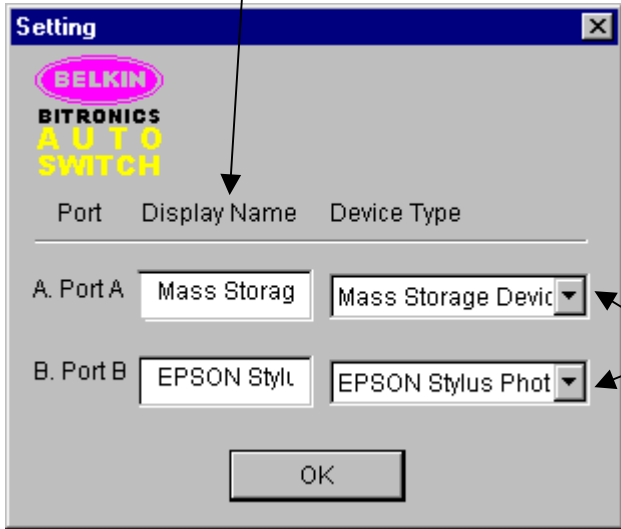 Setting
BELKIN
BITRONICS
AUTO
SWITCH
Port Display Name Device Type
A. Port A Mass Storag Mass Storage Devic
B. Port B EPSON Styl EPSON Stylus Phot
OK